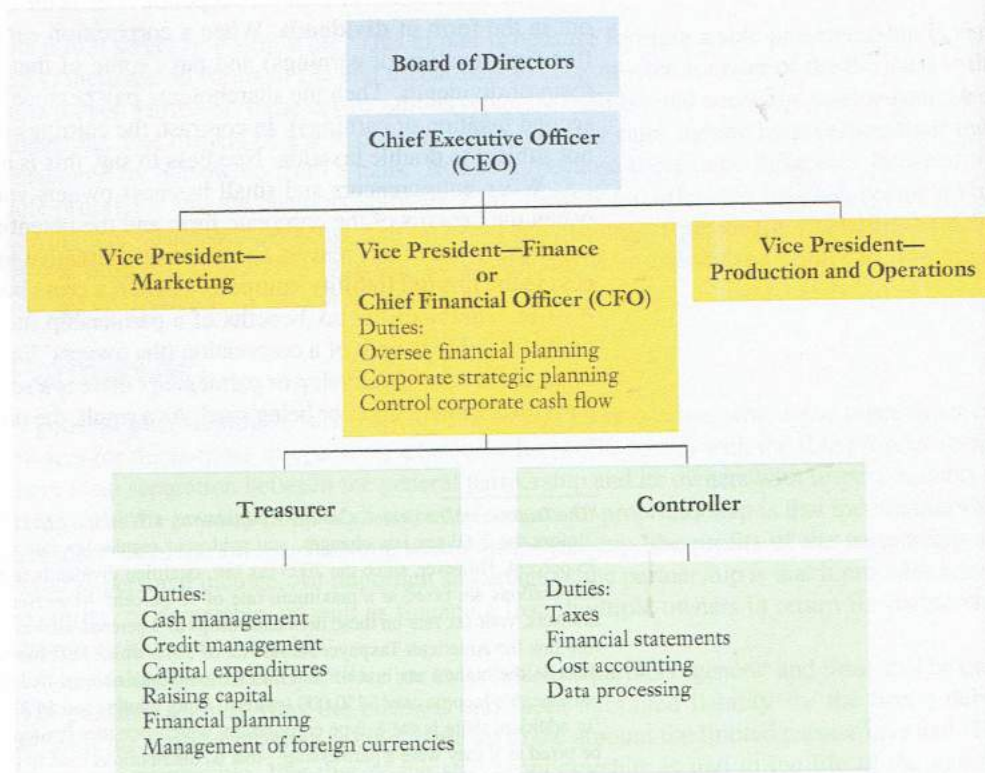 Board of Directors
Chief Executive Officer
(CEO)
Vice President—
Marketing
Vice President—Finance
or
Chief Financial Officer (CFO)
Duties:
Oversee financial planning
Corporate strategic planning
Control corporate cash flow
Vice President—
Production and Operations
Treasurer
Duties:
Cash management
Credit management
Capital expenditures
Raising capital
Financial planning
Management of foreign currencies
Controller
Duties:
Taxes
Financial statements
Cost accounting
Data processing